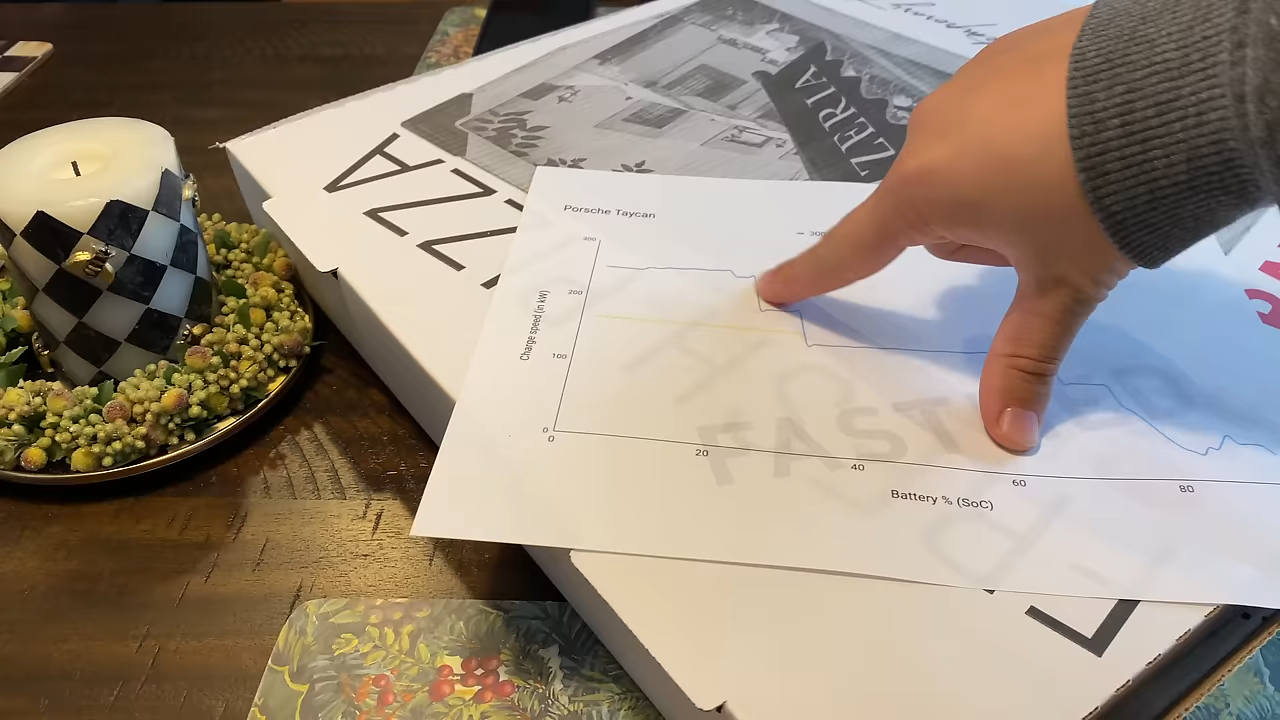 ZERIA
ZZA
Porsche Taycan
300
200
100
0
0
20
40
60
80
Charge speed (in kW)
Battery % (SoC)
FAST